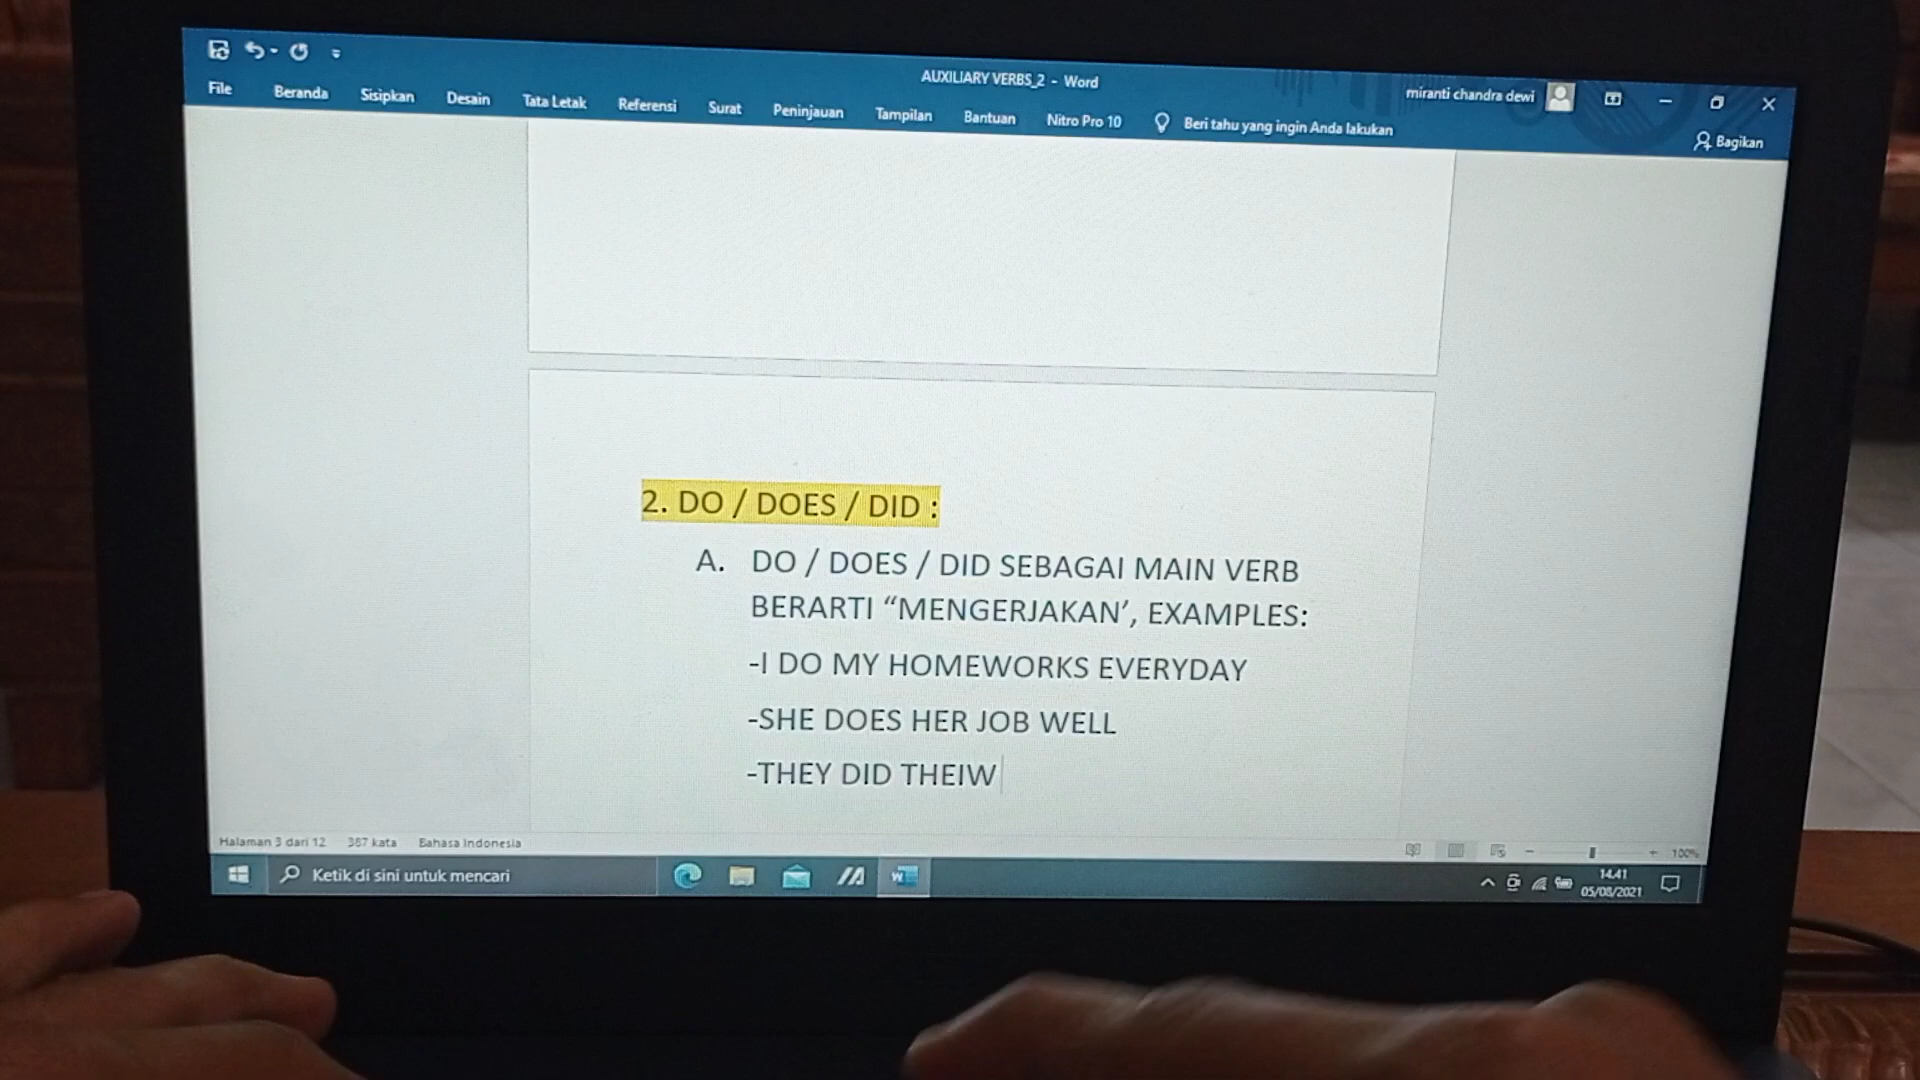 AUXILIARY VERBS_2 - Word
miranti chandra dewi
File Beranda Sisipkan Desain Tata Letak Referensi Surat Peninjauan Tampilan Bantuan Nitro Pro 10 Beri tahu yang ingin Anda lakukan
Bagikan
2. DO / DOES / DID :
A. DO / DOES / DID SEBAGAI MAIN VERB
BERARTI “MENGERJAKAN’, EXAMPLES:
-I DO MY HOMEWORKS EVERYDAY
-SHE DOES HER JOB WELL
-THEY DID THEIW
Halaman 3 dari 12 387 kata Bahasa Indonesia
100%
Ketik di sini untuk mencari
14.41
05/08/2021